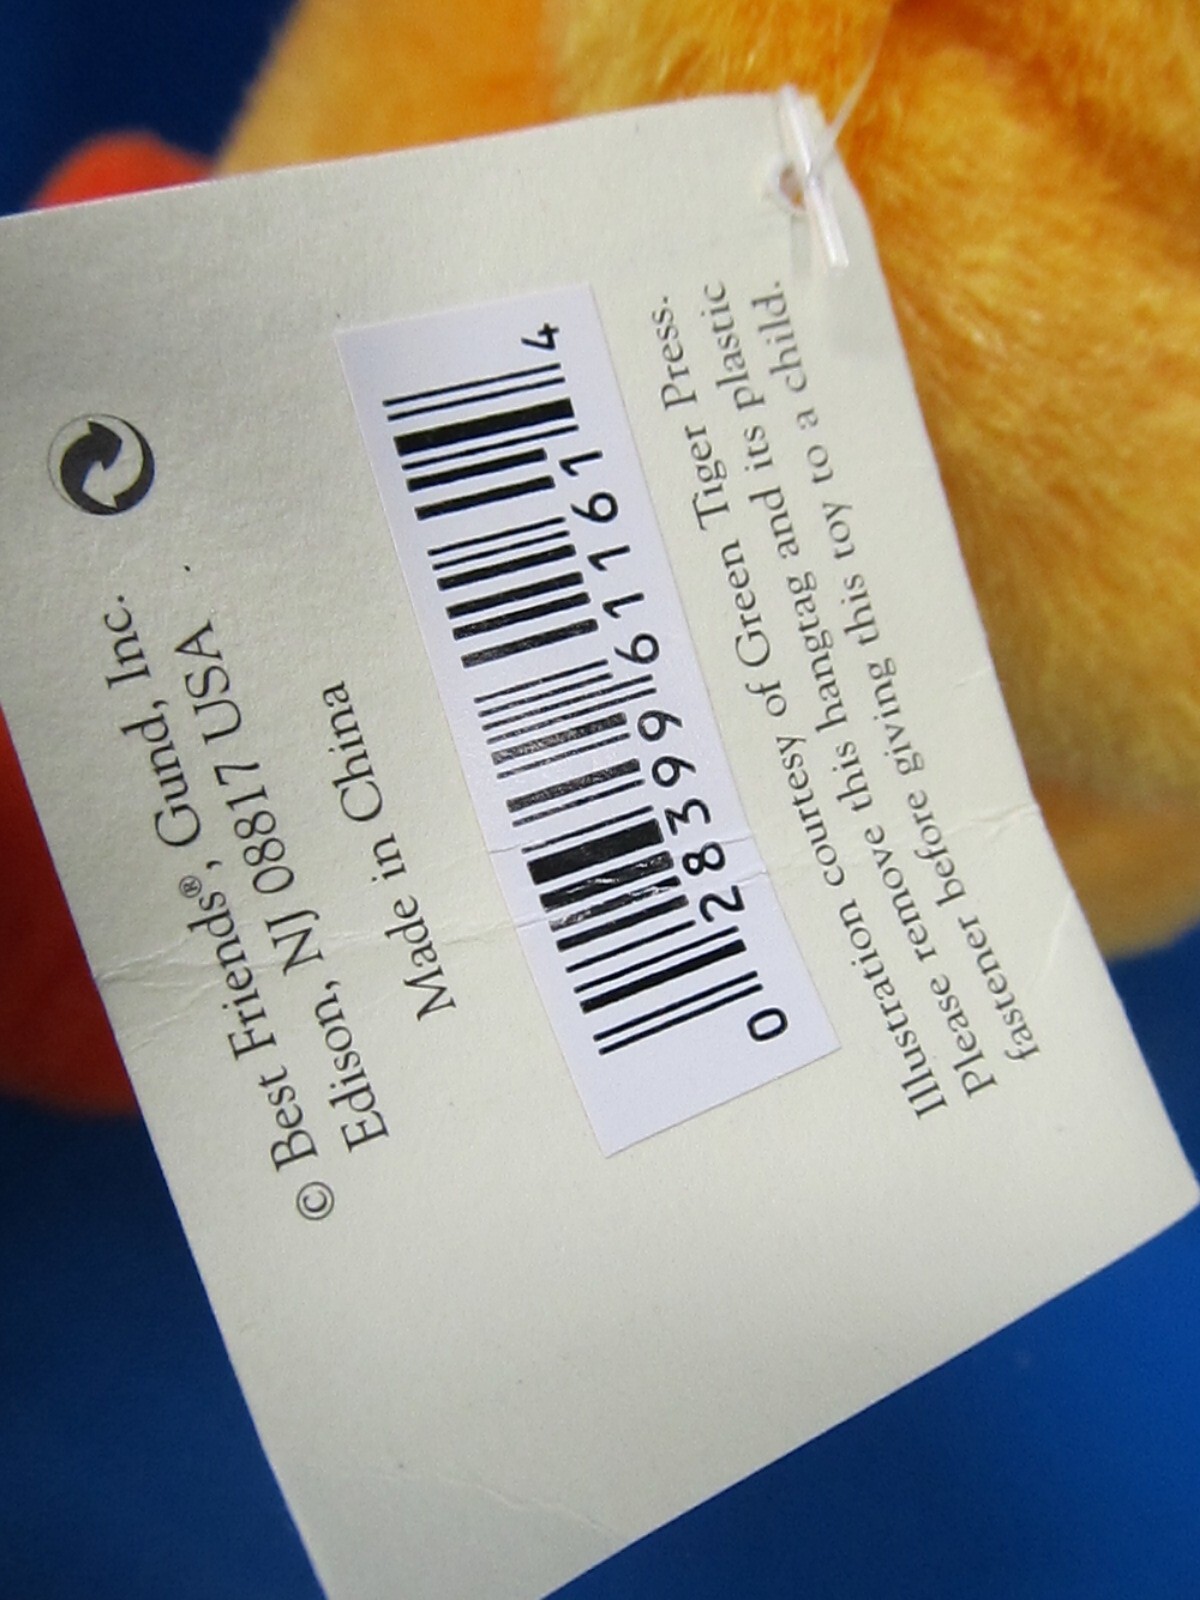 © Best Friends®, Gund, Inc.
Edison, NJ 08817 USA
Made in China
0 28399 61161 4
Illustration courtesy of Green Tiger Press.
Please remove this hangtag and its plastic
fastener before giving this toy to a child.